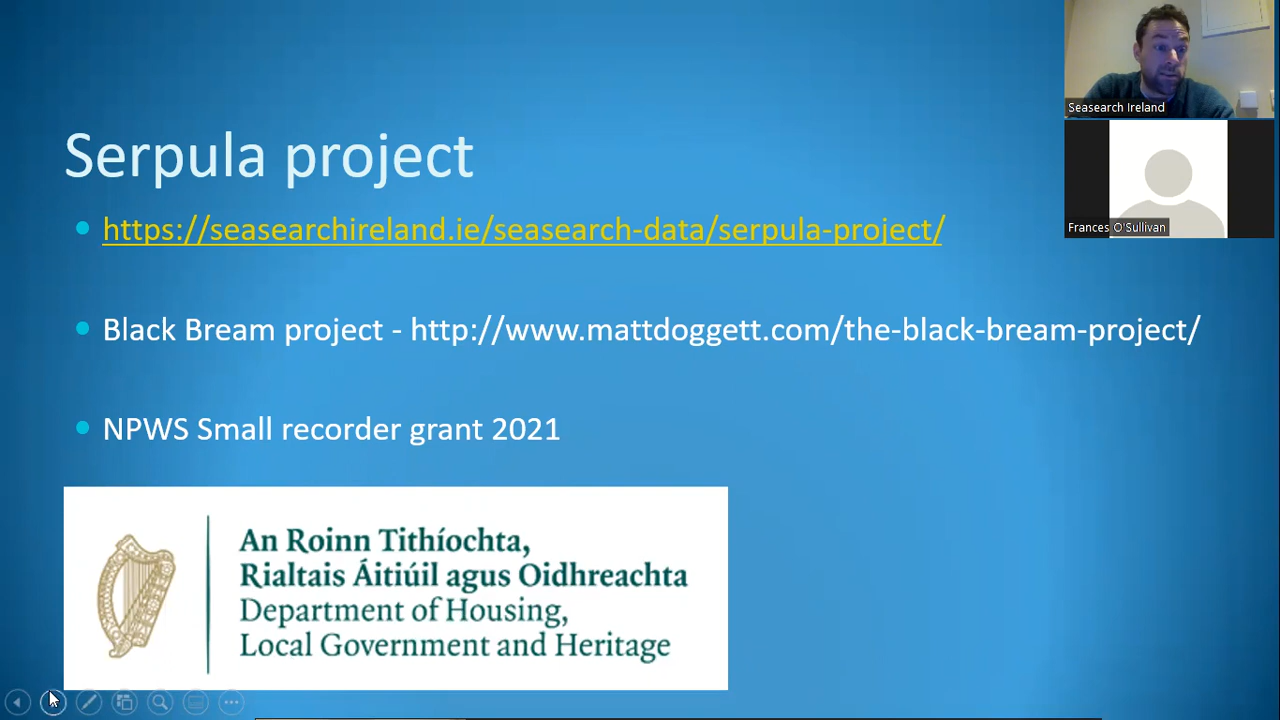 Serpula project
https://seasearchireland.ie/seasearch-data/serpula-project/
Black Bream project - http://www.mattdoggett.com/the-black-bream-project/
NPWS Small recorder grant 2021
An Roinn Tithíochta,
Rialtais Áitiúil agus Oidhreachta
Department of Housing,
Local Government and Heritage
Seasearch Ireland
Frances O'Sullivan